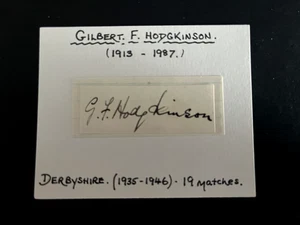 GILBERT. F. HODGKINSON.
(1913 - 1987.)
G. F. Hodgkinson
DERBYSHIRE. (1935-1946) · 19 matches.